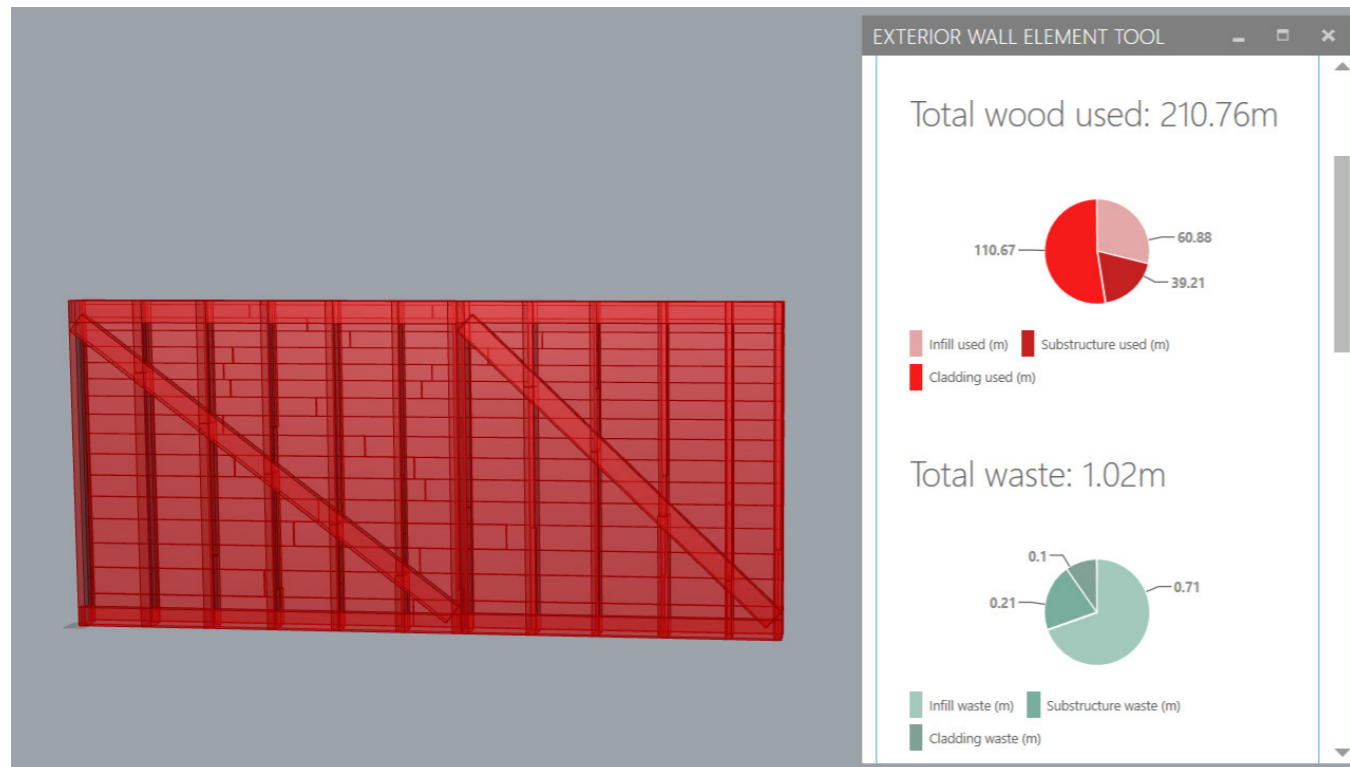 EXTERIOR WALL ELEMENT TOOL
Total wood used: 210.76m
110.67
60.88
39.21
Infill used (m) Substructure used (m)
Cladding used (m)
Total waste: 1.02m
0.1
0.71
0.21
Infill waste (m) Substructure waste (m)
Cladding waste (m)